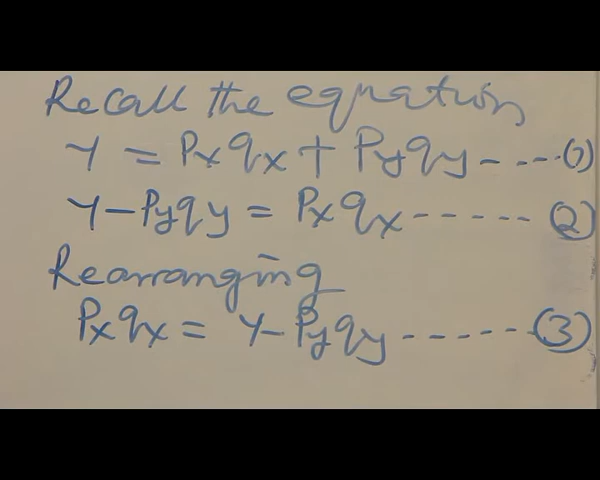 Recall the equation
Y = Pxqx + Pyqy - - - - - (1)
Y - Pyqy = Pxqx - - - - - - (2)
Rearranging
Pxqx = Y - Pyqy - - - - - - (3)